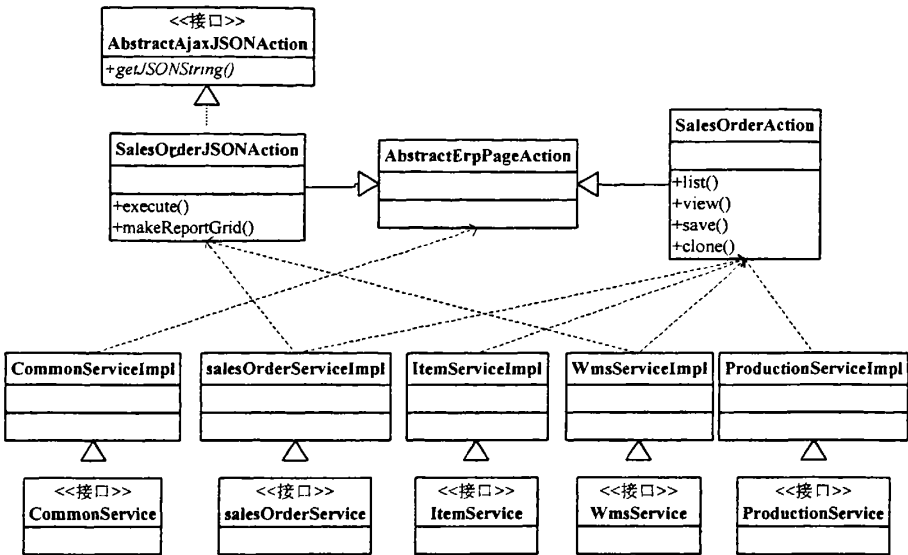 <<接口>>
AbstractAjaxJSONAction
+getJSONString()
SalesOrderJSONAction
+execute()
+makeReportGrid()
AbstractErpPageAction
SalesOrderAction
+list()
+view()
+save()
+clone()
CommonServiceImpl
salesOrderServiceImpl
ItemServiceImpl
WmsServiceImpl
ProductionServiceImpl
<<接口>>
CommonService
<<接口>>
salesOrderService
<<接口>>
ItemService
<<接口>>
WmsService
<<接口>>
ProductionService